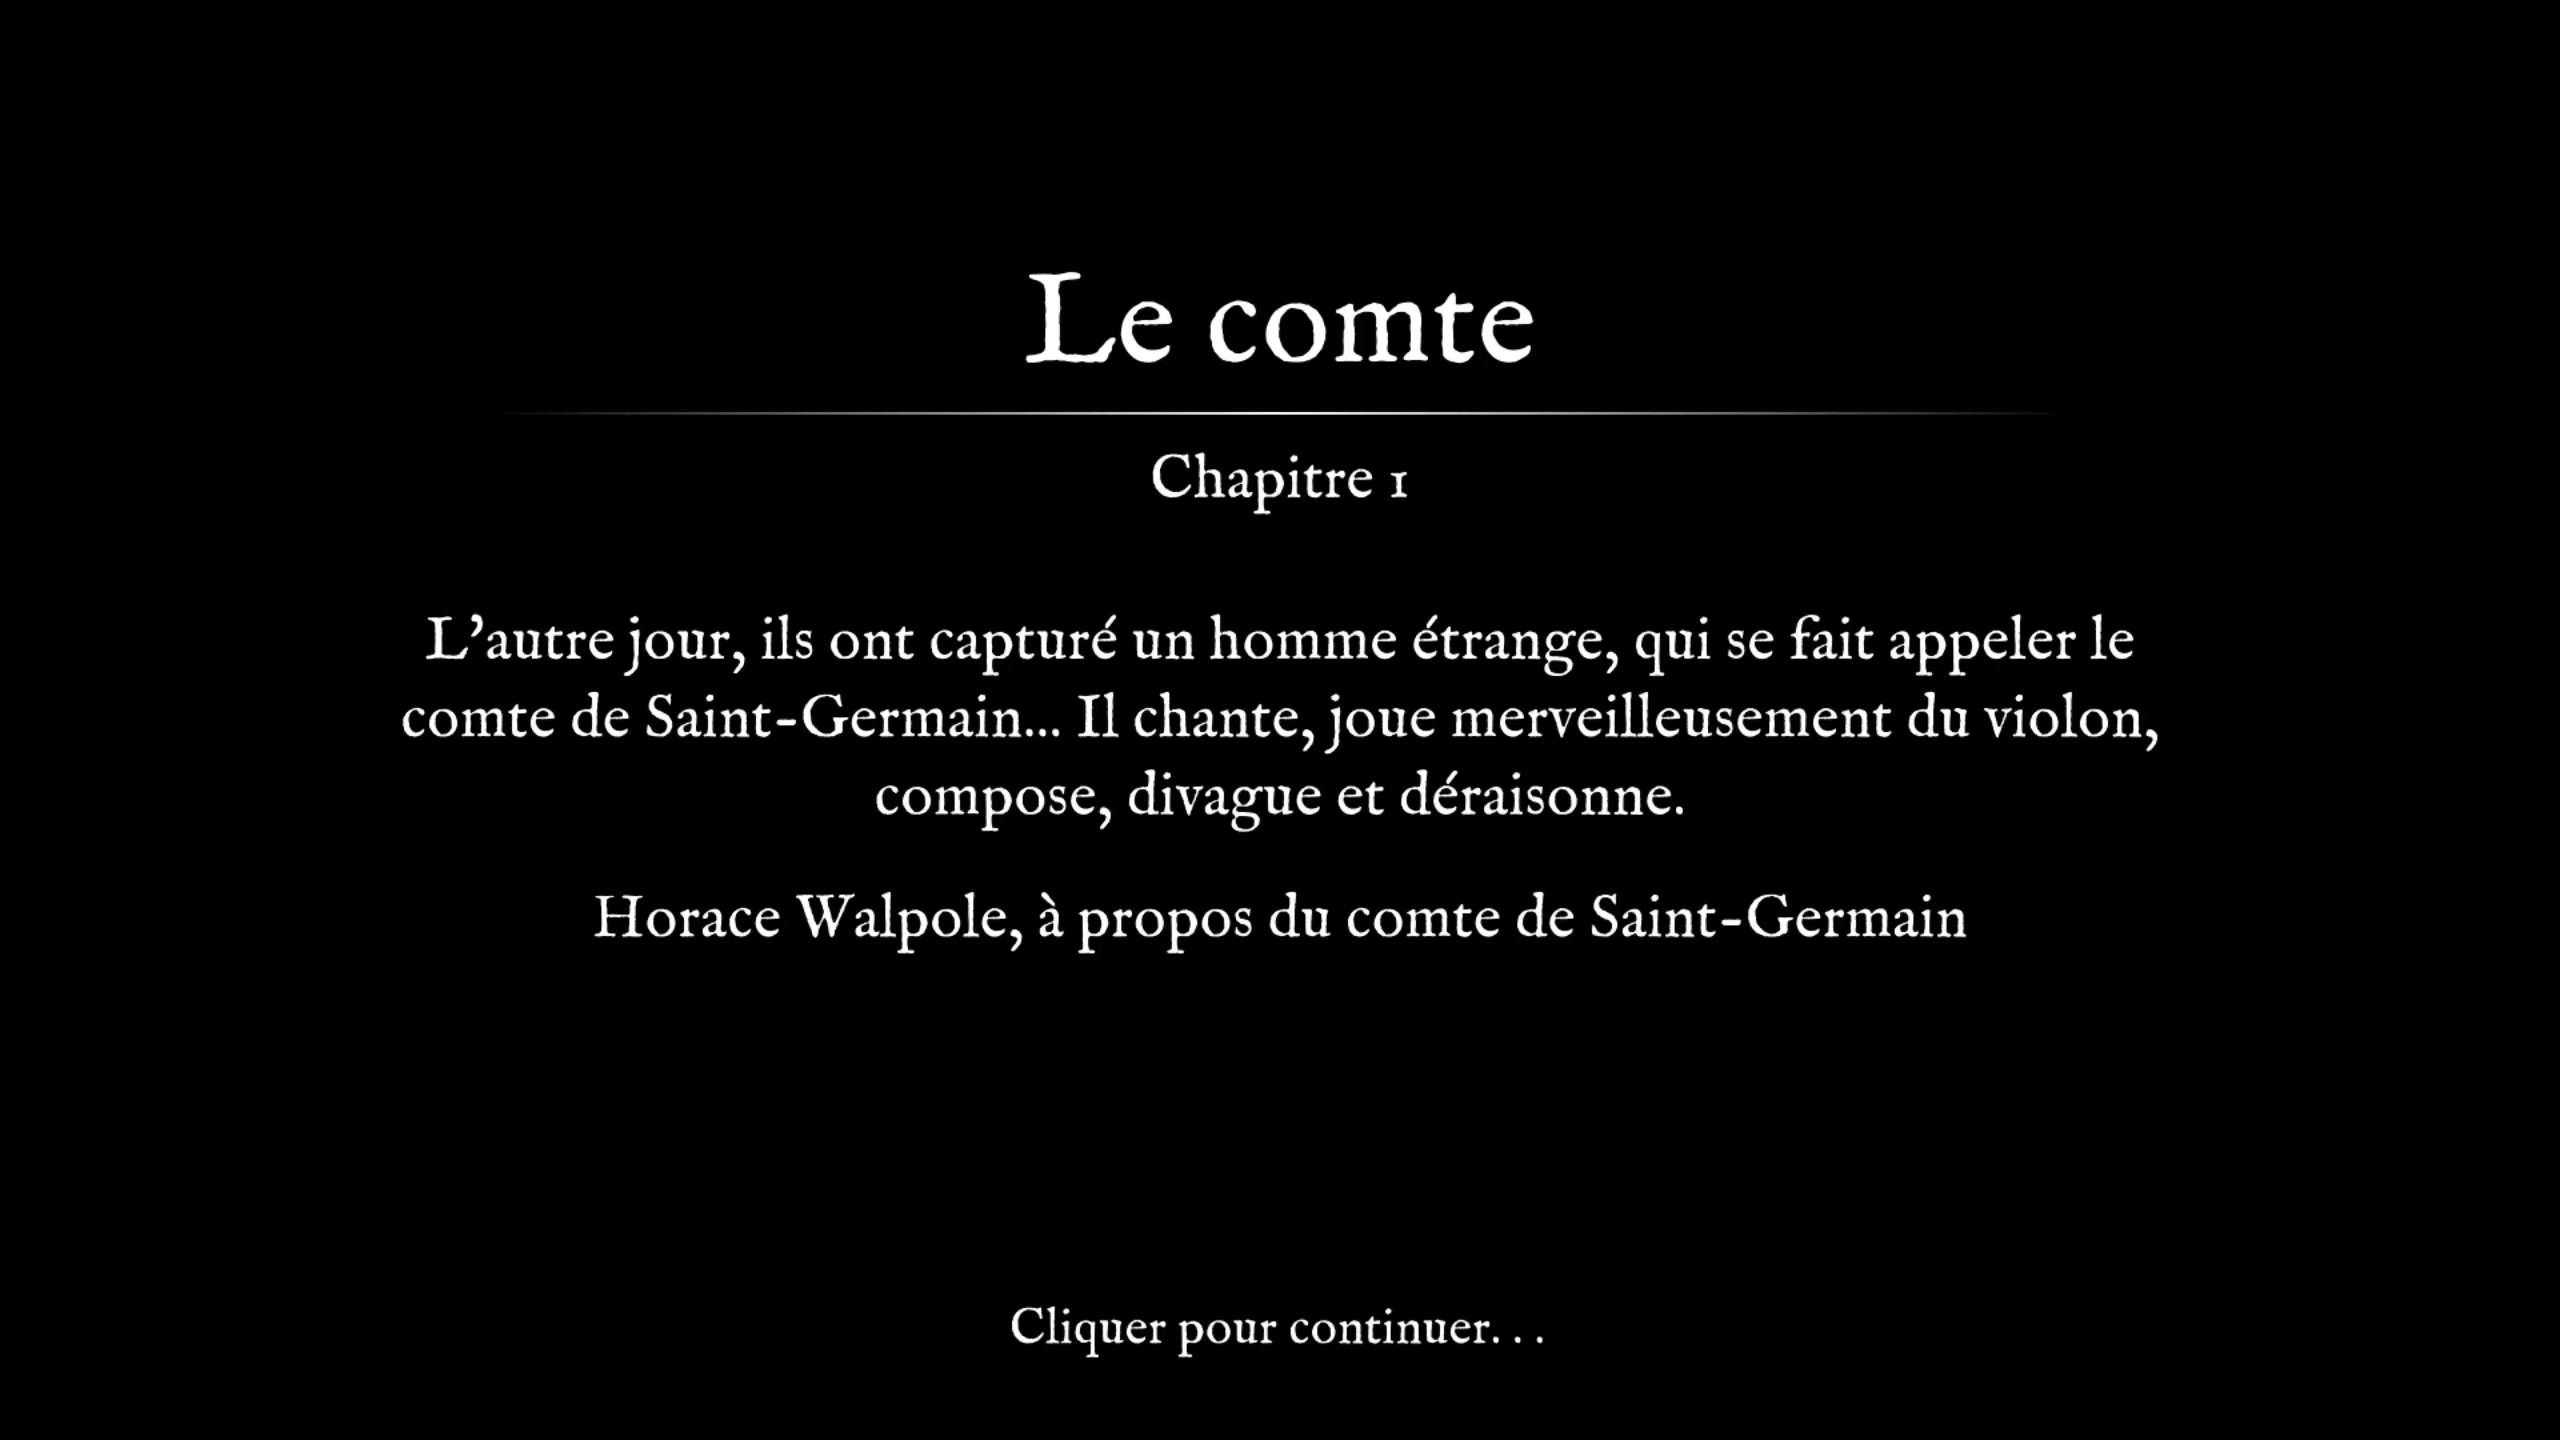 Le comte
Chapitre 1
L’autre jour, ils ont capturé un homme étrange, qui se fait appeler le
comte de Saint-Germain... Il chante, joue merveilleusement du violon,
compose, divague et déraisonne.
Horace Walpole, à propos du comte de Saint-Germain
Cliquer pour continuer...